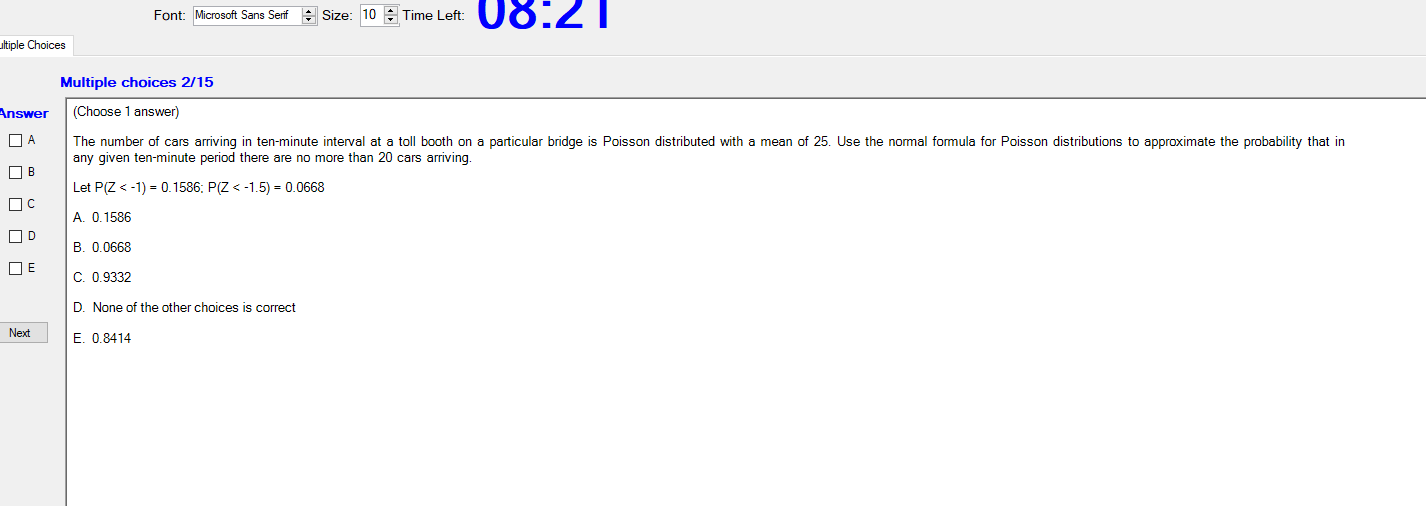 Font: Microsoft Sans Serif Size: 10 Time Left: 08:21
ultiple Choices
Multiple choices 2/15
Answer
(Choose 1 answer)
A
The number of cars arriving in ten-minute interval at a toll booth on a particular bridge is Poisson distributed with a mean of 25. Use the normal formula for Poisson distributions to approximate the probability that in
any given ten-minute period there are no more than 20 cars arriving.
B
Let P(Z < -1) = 0.1586; P(Z < -1.5) = 0.0668
C
A. 0.1586
D
B. 0.0668
E
C. 0.9332
D. None of the other choices is correct
Next
E. 0.8414